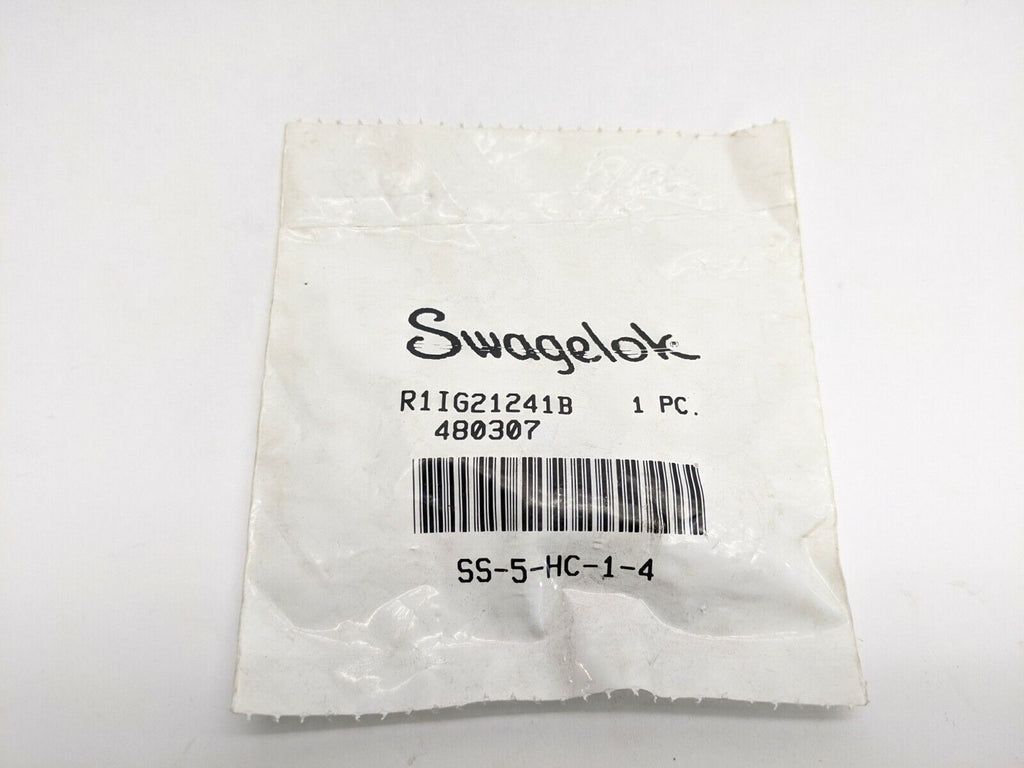 Swagelok
R1IG21241B 1 PC.
480307
SS-5-HC-1-4